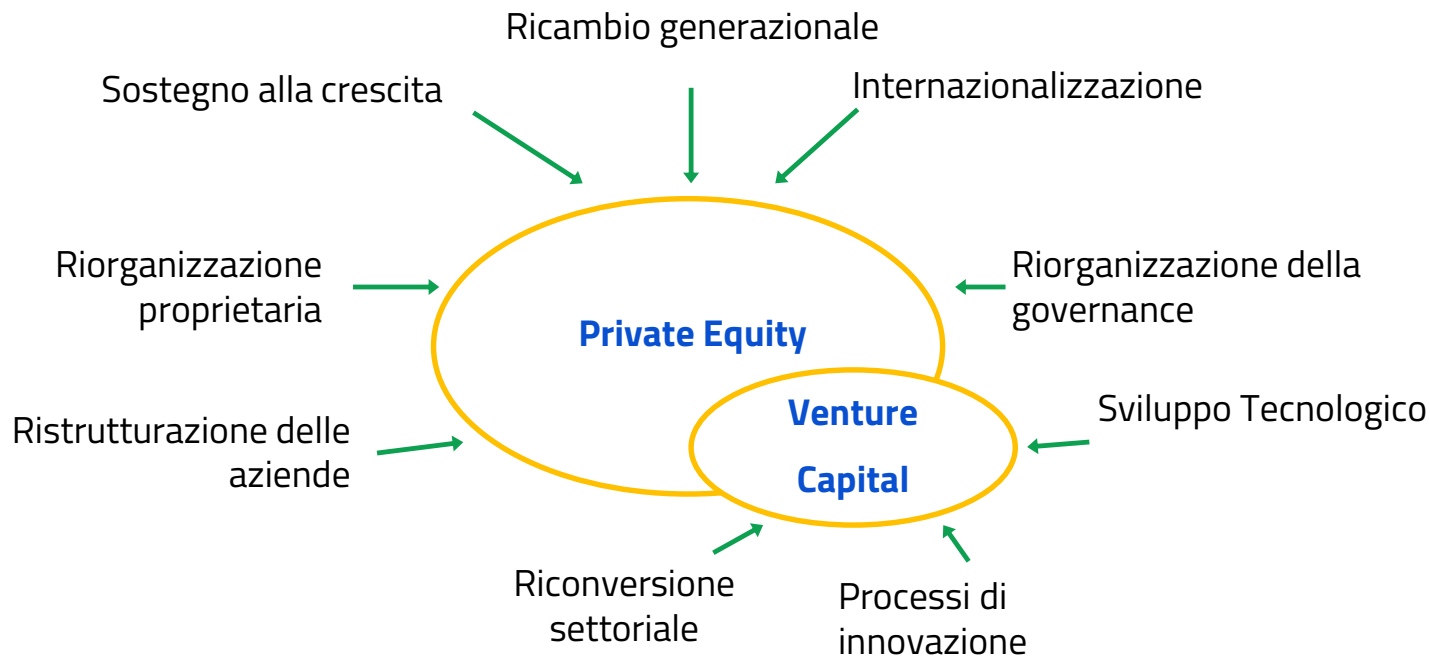 Ricambio generazionale
Sostegno alla crescita
Internazionalizzazione
Riorganizzazione
proprietaria
Riorganizzazione della
governance
Private Equity
Venture
Capital
Sviluppo Tecnologico
Ristrutturazione delle
aziende
Riconversione
settoriale
Processi di
innovazione